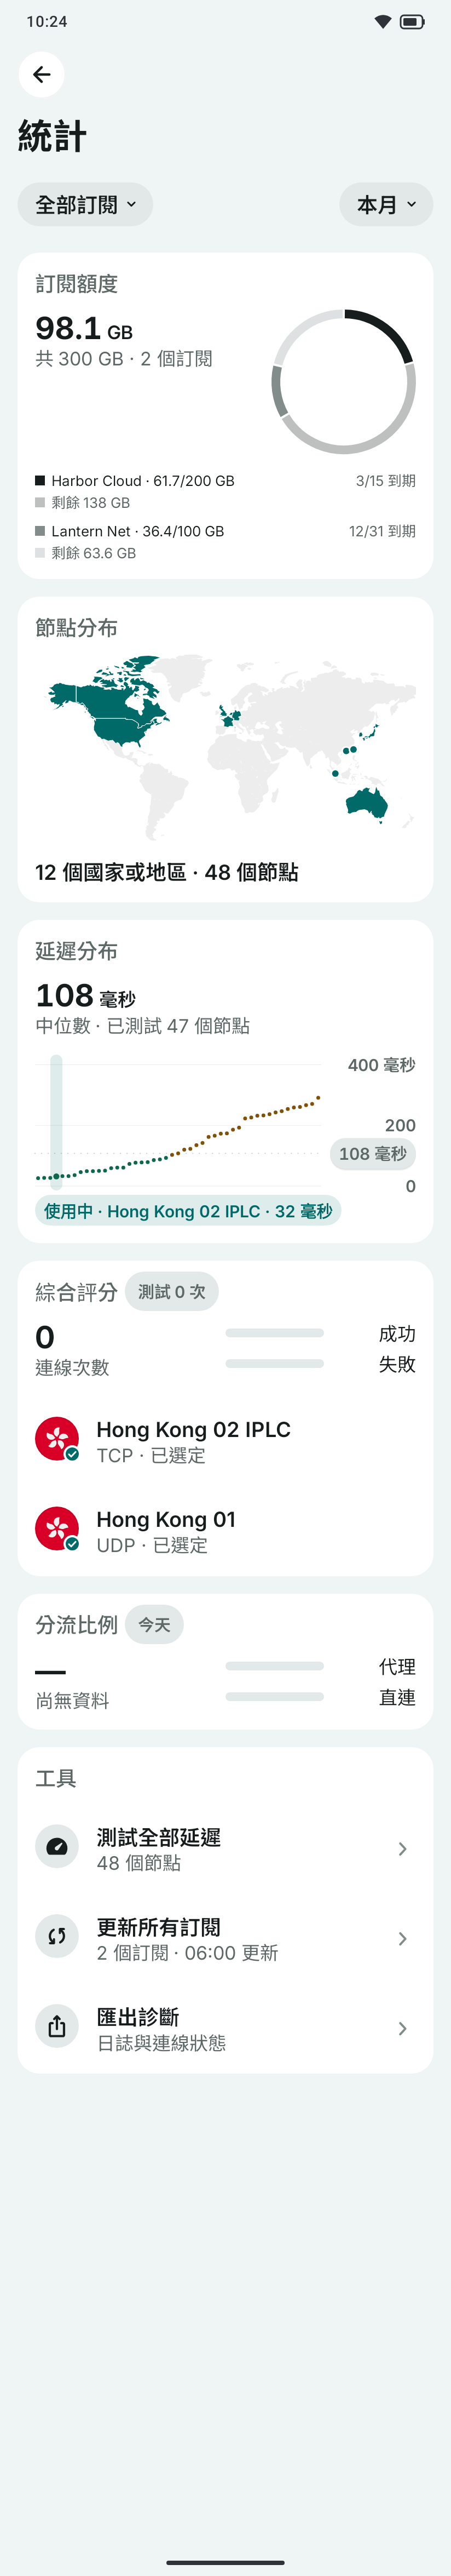 10:24
統計
全部訂閱
本月
訂閱額度
98.1 GB
共 300 GB · 2 個訂閱
Harbor Cloud · 61.7/200 GB
3/15 到期
剩餘 138 GB
Lantern Net · 36.4/100 GB
12/31 到期
剩餘 63.6 GB
節點分布
12 個國家或地區 · 48 個節點
延遲分布
108 毫秒
中位數 · 已測試 47 個節點
400 毫秒
200
108 毫秒
0
使用中 · Hong Kong 02 IPLC · 32 毫秒
綜合評分
測試 0 次
0
連線次數
成功
失敗
Hong Kong 02 IPLC
TCP · 已選定
Hong Kong 01
UDP · 已選定
分流比例
今天
—
尚無資料
代理
直連
工具
測試全部延遲
48 個節點
更新所有訂閱
2 個訂閱 · 06:00 更新
匯出診斷
日誌與連線狀態